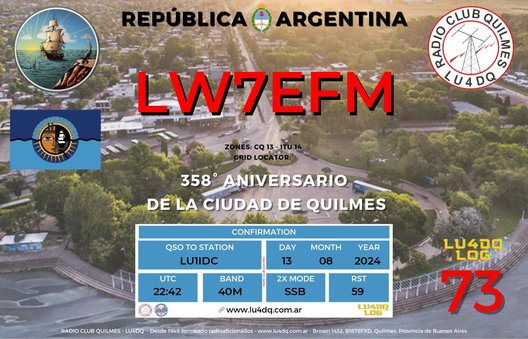 REPÚBLICA ARGENTINA
RADIO CLUB QUILMES
LU4DQ
LW7EFM
ZONES: CQ 13 - ITU 14
GRID LOCATOR:
358° ANIVERSARIO
DE LA CIUDAD DE QUILMES
CONFIRMATION
QSO TO STATION DAY MONTH YEAR
LU1IDC 13 08 2024
UTC BAND 2X MODE RST
22:42 40M SSB 59
www.lu4dq.com.ar
LU4DQ
LOG
LU4DQ
LOG
73
RADIO CLUB QUILMES - LU4DQ - Desde 1949 formando radioaficionados - www.lu4dq.com.ar - Brown 1432, B1878FXD, Quilmes, Provincia de Buenos Aires